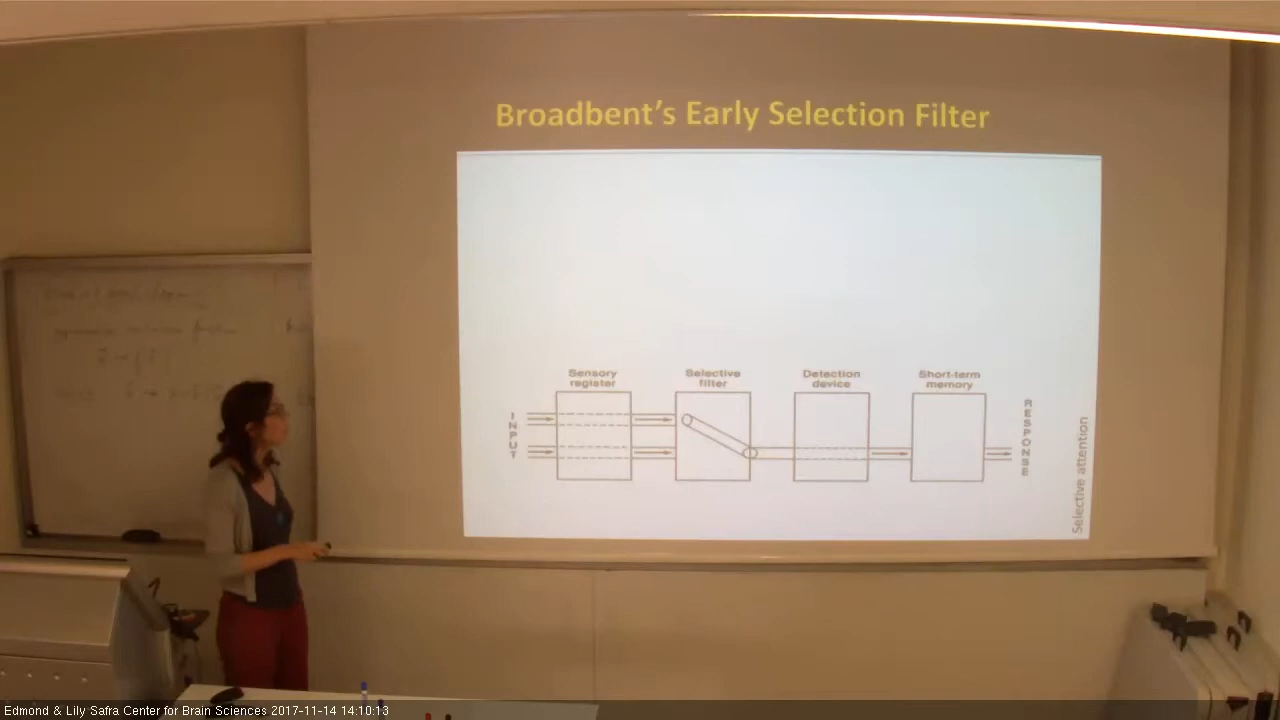 Broadbent's Early Selection Filter
Sensory
register
Selective
filter
Detection
device
Short-term
memory
INPUT
RESPONSE
Selective attention
Edmond & Lily Safra Center for Brain Sciences 2017-11-14 14:10:13